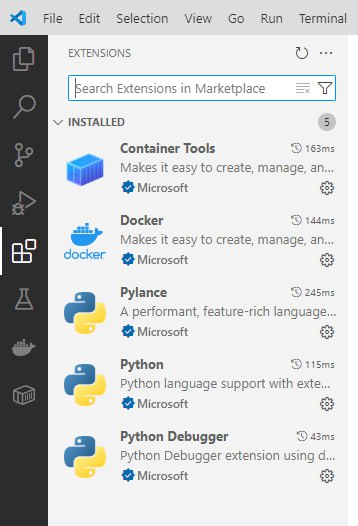 File Edit Selection View Go Run Terminal
EXTENSIONS
Search Extensions in Marketplace
INSTALLED 5
Container Tools 163ms
Makes it easy to create, manage, an...
Microsoft
Docker 144ms
docker
Makes it easy to create, manage, an...
Microsoft
Pylance 245ms
A performant, feature-rich language...
Microsoft
Python 115ms
Python language support with exte...
Microsoft
Python Debugger 43ms
Python Debugger extension using d...
Microsoft